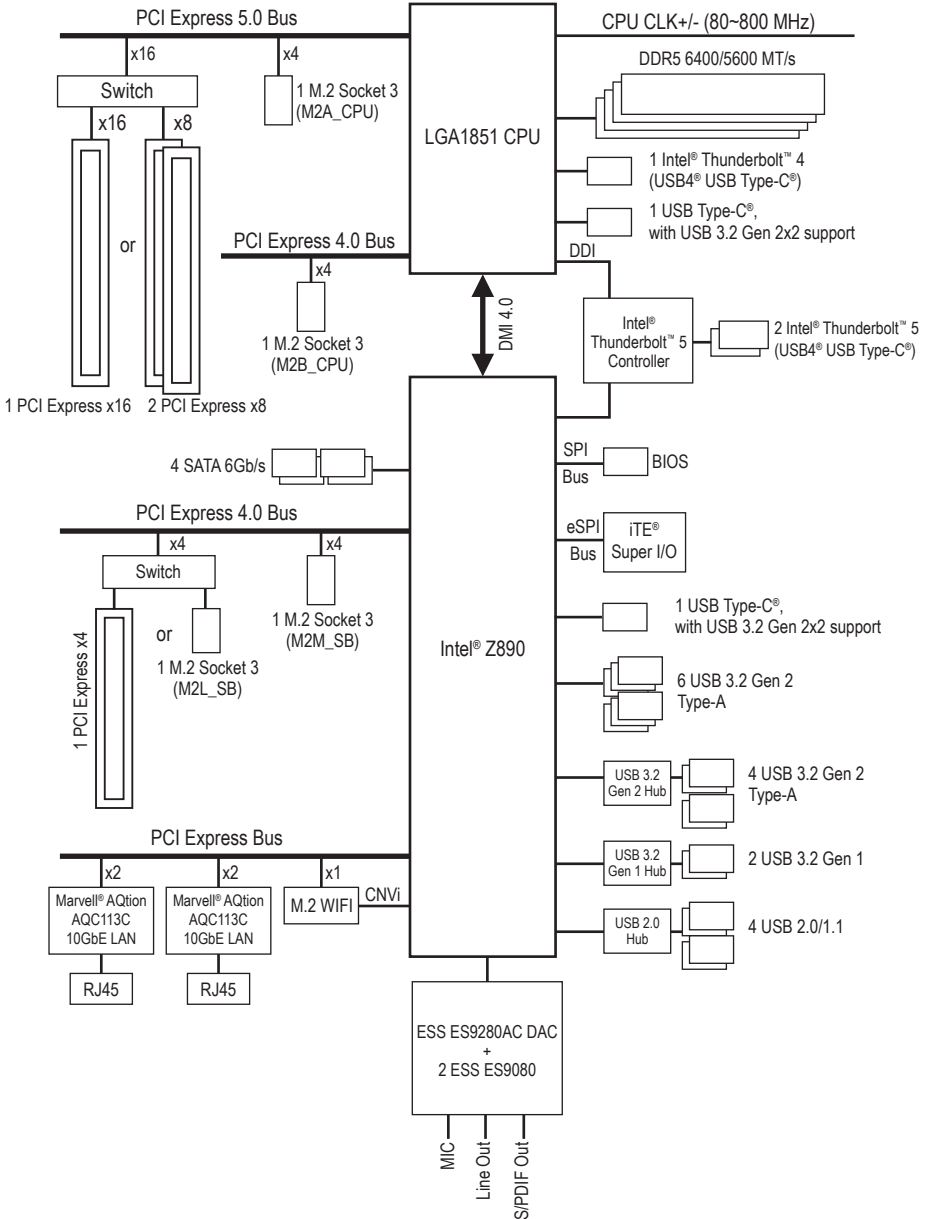 PCI Express 5.0 Bus
x16
x4
Switch
1 M.2 Socket 3
(M2A_CPU)
x16
x8
or
1 PCI Express x16
2 PCI Express x8
PCI Express 4.0 Bus
x4
1 M.2 Socket 3
(M2B_CPU)
LGA1851 CPU
CPU CLK+/- (80~800 MHz)
DDR5 6400/5600 MT/s
1 Intel® Thunderbolt™ 4
(USB4® USB Type-C®)
1 USB Type-C®,
with USB 3.2 Gen 2x2 support
DDI
DMI 4.0
Intel®
Thunderbolt™ 5
Controller
2 Intel® Thunderbolt™ 5
(USB4® USB Type-C®)
4 SATA 6Gb/s
SPI
Bus
BIOS
PCI Express 4.0 Bus
x4
x4
Switch
1 PCI Express x4
or
1 M.2 Socket 3
(M2L_SB)
1 M.2 Socket 3
(M2M_SB)
Intel® Z890
eSPI
Bus
iTE®
Super I/O
1 USB Type-C®,
with USB 3.2 Gen 2x2 support
6 USB 3.2 Gen 2
Type-A
USB 3.2
Gen 2 Hub
4 USB 3.2 Gen 2
Type-A
USB 3.2
Gen 1 Hub
2 USB 3.2 Gen 1
USB 2.0
Hub
4 USB 2.0/1.1
PCI Express Bus
x2
x2
x1
Marvell® AQtion
AQC113C
10GbE LAN
Marvell® AQtion
AQC113C
10GbE LAN
M.2 WIFI
CNVi
RJ45
RJ45
ESS ES9280AC DAC
+
2 ESS ES9080
MIC
Line Out
S/PDIF Out